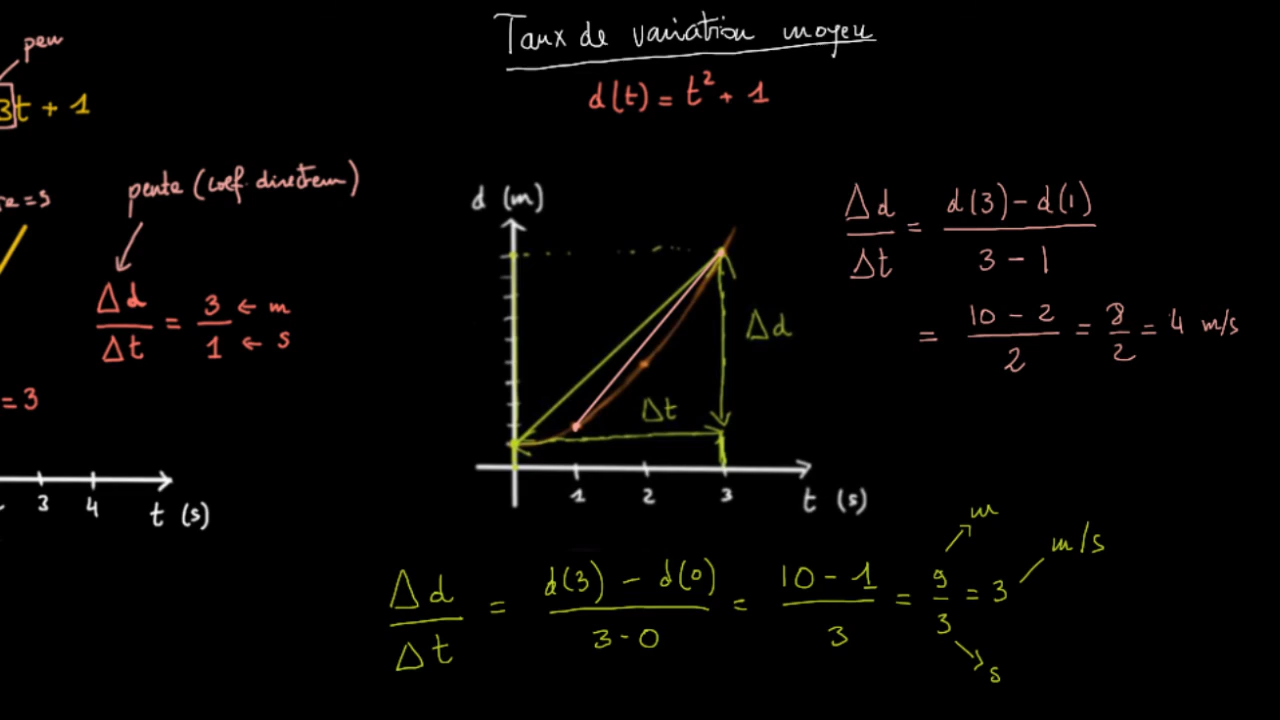 Taux de variation moyen
d(t) = t² + 1
pen
3t + 1
pente (coef. directeur)
re = s
Δd/Δt = 3/1 ← m ← s
= 3
3 4 t (s)
d (m)
Δd
Δt
1 2 3 t (s)
Δd/Δt = (d(3) - d(1))/(3 - 1)
= (10 - 2)/2 = 8/2 = 4 m/s
Δd/Δt = (d(3) - d(0))/(3 - 0) = (10 - 1)/3 = 9/3 = 3 m/s
m
s